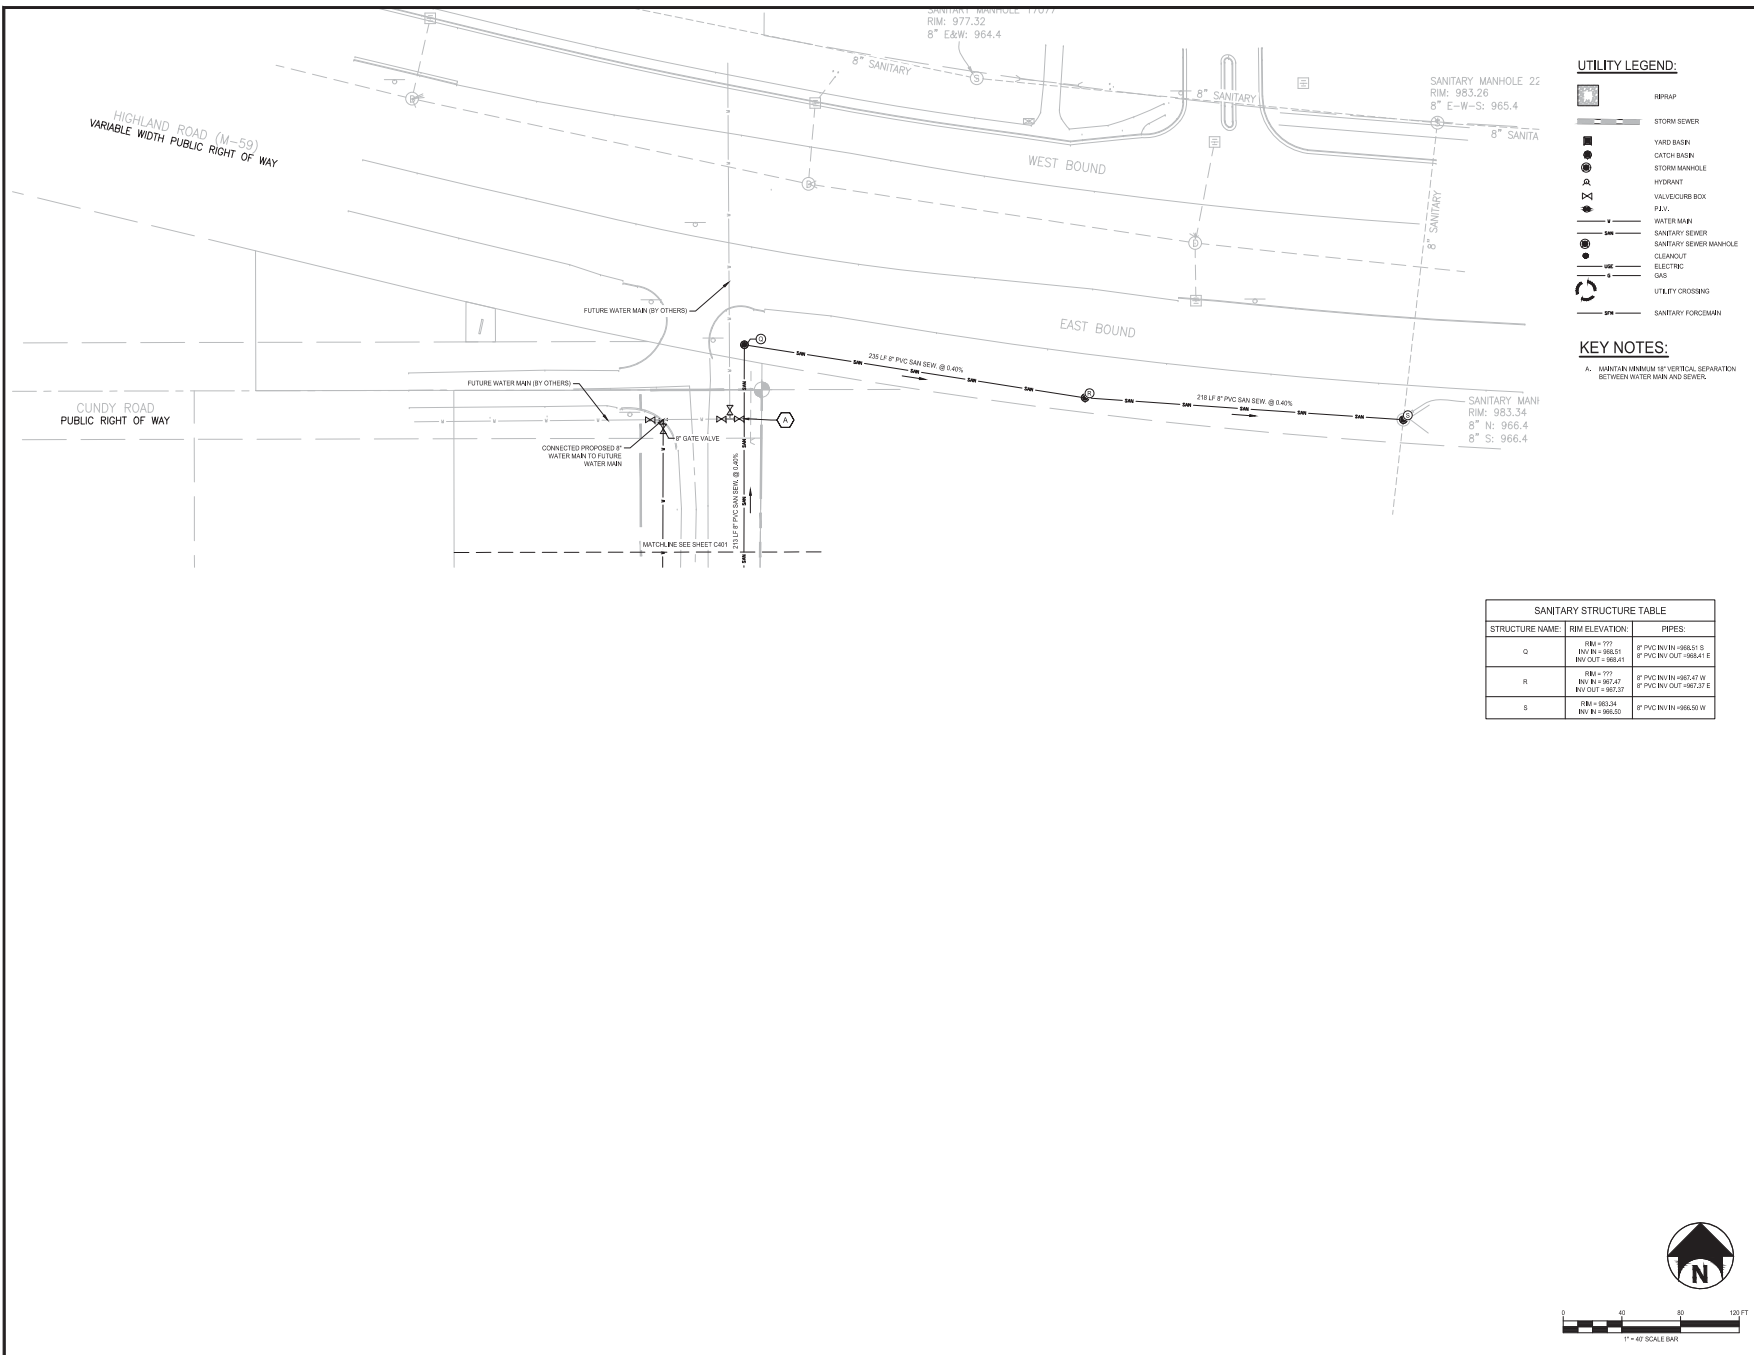 RIM: 977.32
8" E&W: 964.4
8" SANITARY
8" SANITARY
SANITARY MANHOLE 22
RIM: 983.26
8" E-W-S: 965.4
8" SANITA
HIGHLAND ROAD (M-59)
VARIABLE WIDTH PUBLIC RIGHT OF WAY
WEST BOUND
8" SANITARY
FUTURE WATER MAIN (BY OTHERS)
EAST BOUND
Q
235 LF 8" PVC SAN SEW. @ 0.40%
R
218 LF 8" PVC SAN SEW. @ 0.40%
S
SANITARY MANH
RIM: 983.34
8" N: 966.4
8" S: 966.4
FUTURE WATER MAIN (BY OTHERS)
CUNDY ROAD
PUBLIC RIGHT OF WAY
A
8" GATE VALVE
CONNECTED PROPOSED 8"
WATER MAIN TO FUTURE
WATER MAIN
213 LF 8" PVC SAN SEW. @ 0.40%
MATCHLINE SEE SHEET C401
UTILITY LEGEND:
RIPRAP
STORM SEWER
YARD BASIN
CATCH BASIN
STORM MANHOLE
HYDRANT
VALVE/CURB BOX
P.I.V.
W WATER MAIN
SAN SANITARY SEWER
SANITARY SEWER MANHOLE
CLEANOUT
UGE ELECTRIC
G GAS
UTILITY CROSSING
SFM SANITARY FORCEMAIN
KEY NOTES:
A. MAINTAIN MINIMUM 18" VERTICAL SEPARATION
BETWEEN WATER MAIN AND SEWER.
SANITARY STRUCTURE TABLE
STRUCTURE NAME: RIM ELEVATION: PIPES:
Q
RIM = ???
INV IN = 968.51
INV OUT = 968.41
8" PVC INV IN =968.51 S
8" PVC INV OUT =968.41 E
R
RIM = ???
INV IN = 967.47
INV OUT = 967.37
8" PVC INV IN =967.47 W
8" PVC INV OUT =967.37 E
S
RIM = 983.34
INV IN = 966.50
8" PVC INV IN =966.50 W
N
0 40 80 120 FT
1" = 40' SCALE BAR